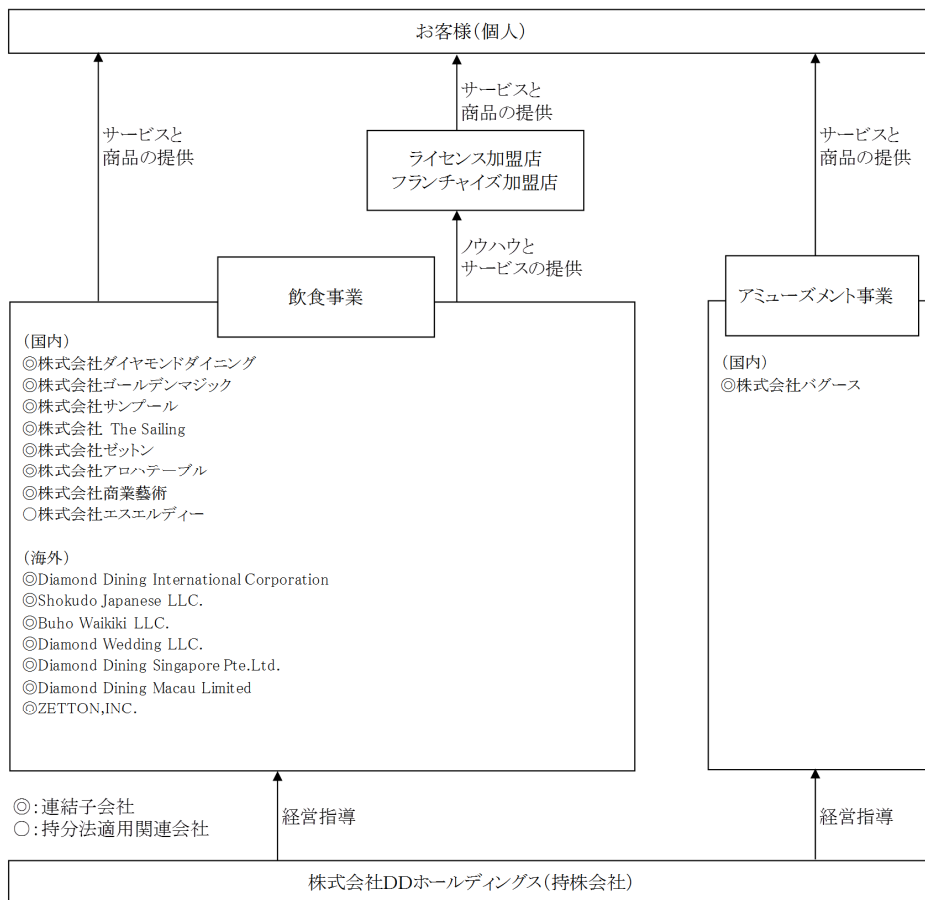 お客様(個人)
サービスと
商品の提供
サービスと
商品の提供
サービスと
商品の提供
ライセンス加盟店
フランチャイズ加盟店
ノウハウと
サービスの提供
飲食事業
アミューズメント事業
(国内)
◎株式会社ダイヤモンドダイニング
◎株式会社ゴールデンマジック
◎株式会社サンプール
◎株式会社 The Sailing
◎株式会社ゼットン
◎株式会社アロハテーブル
◎株式会社商業藝術
○株式会社エスエルディー
(海外)
◎Diamond Dining International Corporation
◎Shokudo Japanese LLC.
◎Buho Waikiki LLC.
◎Diamond Wedding LLC.
◎Diamond Dining Singapore Pte.Ltd.
◎Diamond Dining Macau Limited
◎ZETTON,INC.
(国内)
◎株式会社バグース
◎:連結子会社
○:持分法適用関連会社
経営指導
経営指導
株式会社DDホールディングス(持株会社)